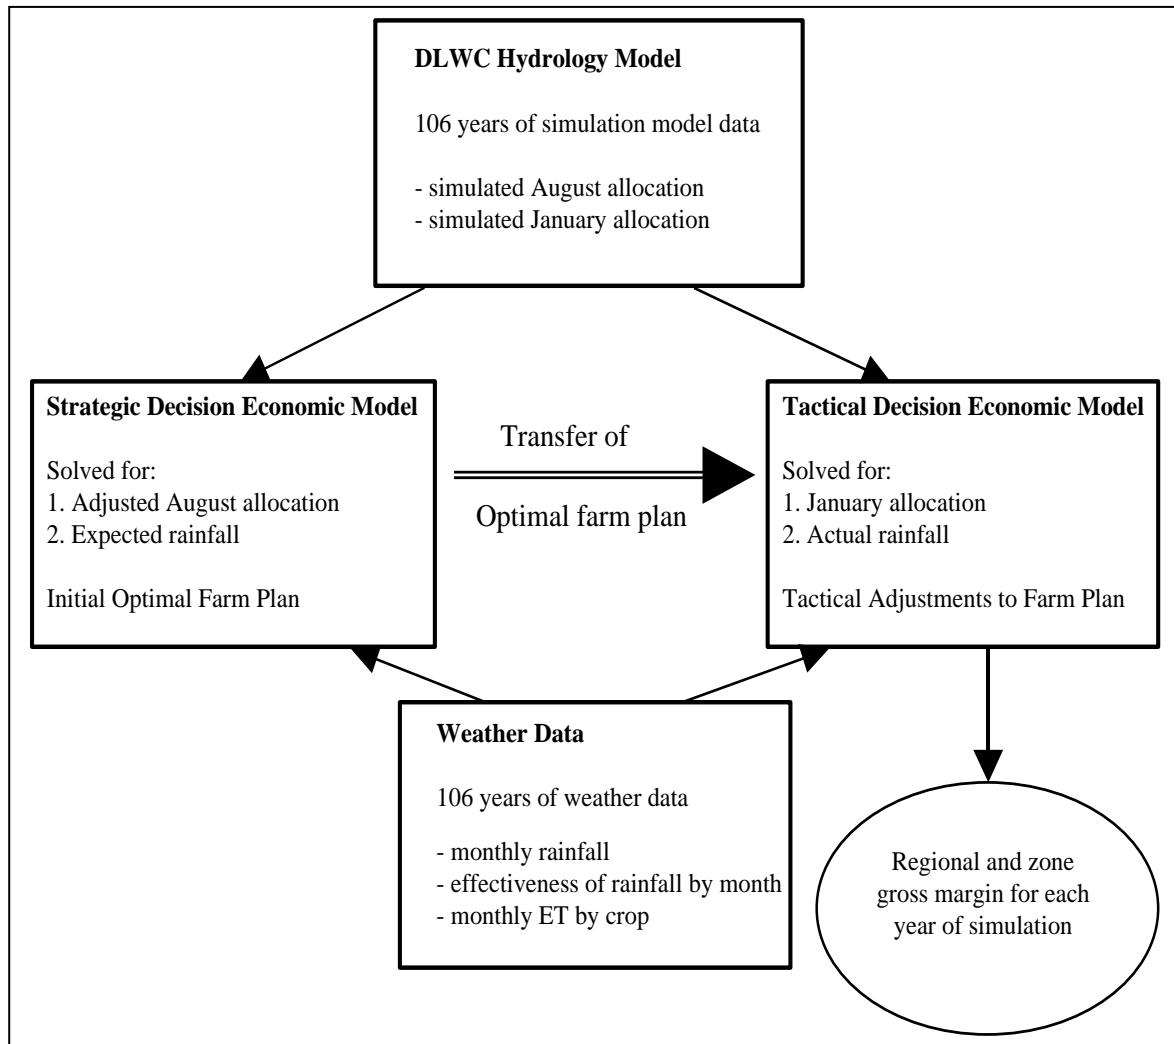 DLWC Hydrology Model
106 years of simulation model data
- simulated August allocation
- simulated January allocation
Strategic Decision Economic Model
Solved for:
1. Adjusted August allocation
2. Expected rainfall
Initial Optimal Farm Plan
Transfer of
Optimal farm plan
Tactical Decision Economic Model
Solved for:
1. January allocation
2. Actual rainfall
Tactical Adjustments to Farm Plan
Weather Data
106 years of weather data
- monthly rainfall
- effectiveness of rainfall by month
- monthly ET by crop
Regional and zone
gross margin for each
year of simulation